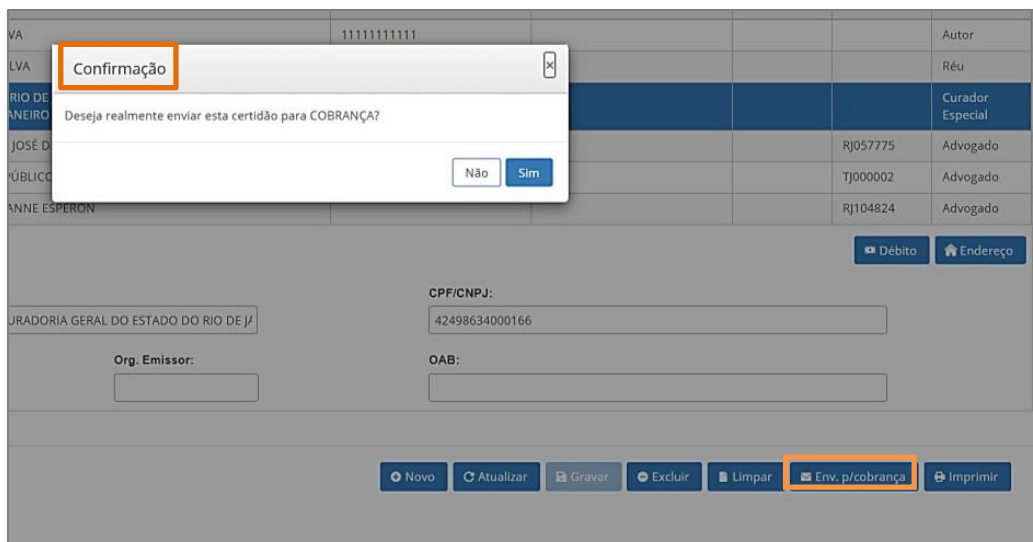 VA 11111111111 Autor
LVA Réu
Confirmação
RIO DE
ANEIRO
Curador
Especial
Deseja realmente enviar esta certidão para COBRANÇA?
JOSÉ D RJ057775 Advogado
Não Sim
PÚBLICO TJ000002 Advogado
ANNE ESPERON RJ104824 Advogado
Débito Endereço
CPF/CNPJ:
URADORIA GERAL DO ESTADO DO RIO DE JA 42498634000166
Org. Emissor: OAB:
Novo Atualizar Gravar Excluir Limpar Env. p/cobrança Imprimir